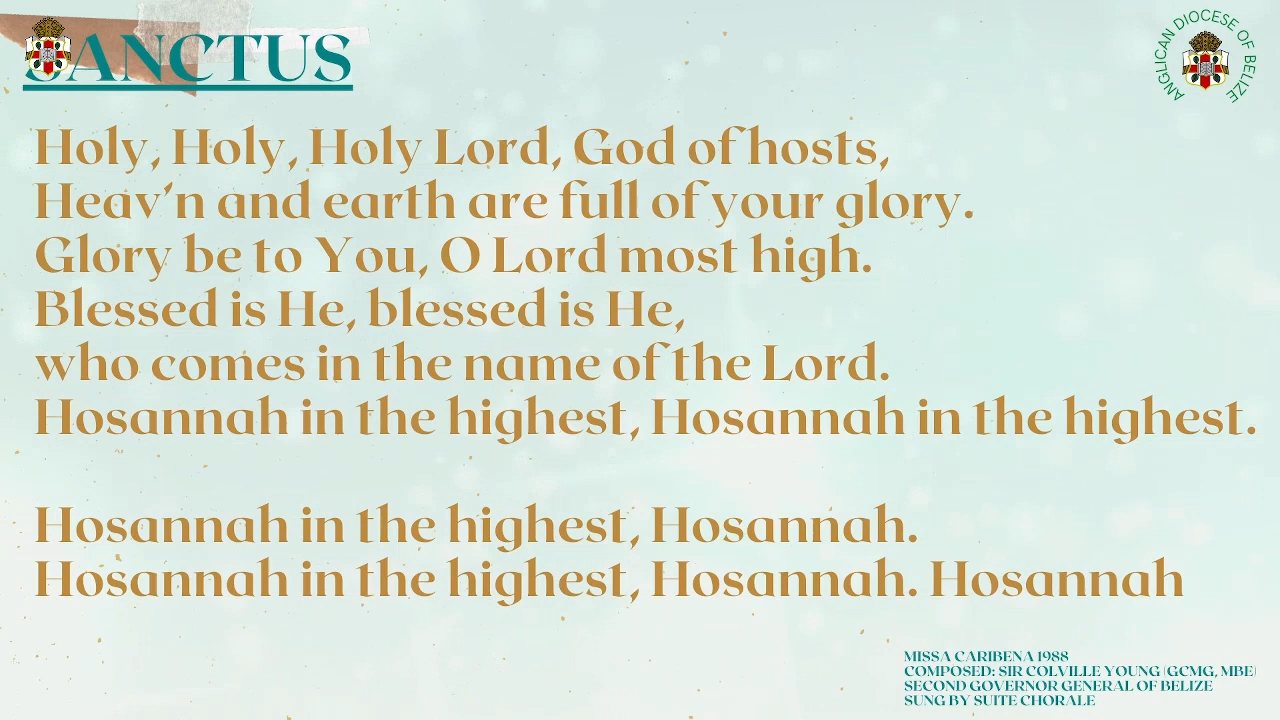 SANCTUS
ANGLICAN DIOCESE OF BELIZE
Holy, Holy, Holy Lord, God of hosts,
Heav'n and earth are full of your glory.
Glory be to You, O Lord most high.
Blessed is He, blessed is He,
who comes in the name of the Lord.
Hosannah in the highest, Hosannah in the highest.
Hosannah in the highest, Hosannah.
Hosannah in the highest, Hosannah. Hosannah
MISSA CARIBENA 1988
COMPOSED: SIR COLVILLE YOUNG (GCMG, MBE)
SECOND GOVERNOR GENERAL OF BELIZE
SUNG BY SUITE CHORALE